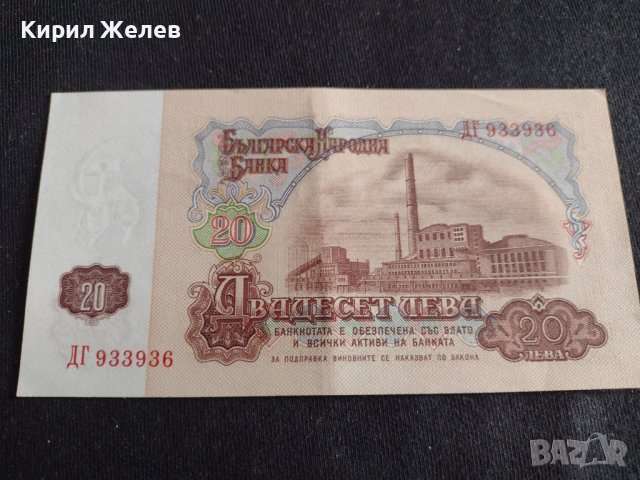 Кирил Желев
БЪЛГАРСКА НАРОДНА
БАНКА
ДГ 933936
20
ДВАДЕСЕТ ЛЕВА
20
БАНКНОТАТА Е ОБЕЗПЕЧЕНА СЪС ЗЛАТО
И ВСИЧКИ АКТИВИ НА БАНКАТА
20
ЛЕВА
ДГ 933936
ЗА ПОДПРАВКА ВИНОВНИТЕ СЕ НАКАЗВАТ ПО ЗАКОНА
BAZAR